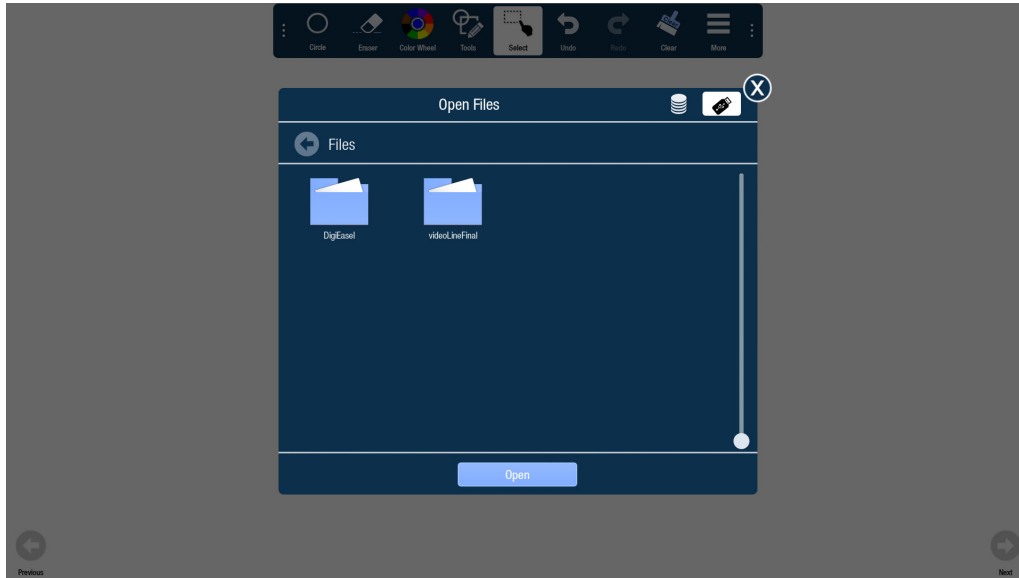 Circle
Eraser
Color Wheel
Tools
Select
Undo
Redo
Clear
More
X
Open Files
Files
DigiEasel
videoLineFinal
Open
Previous
Next